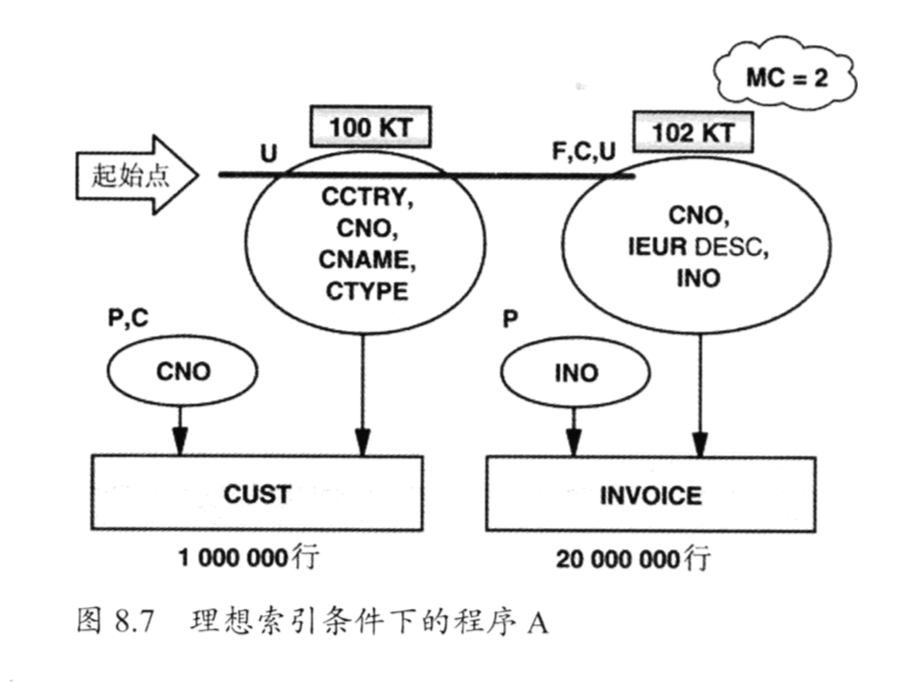 MC = 2
100 KT
102 KT
U
F,C,U
起始点
CCTRY,
CNO,
CNAME,
CTYPE
CNO,
IEUR DESC,
INO
P,C
P
CNO
INO
CUST
INVOICE
1 000 000行
20 000 000行
图 8.7 理想索引条件下的程序 A